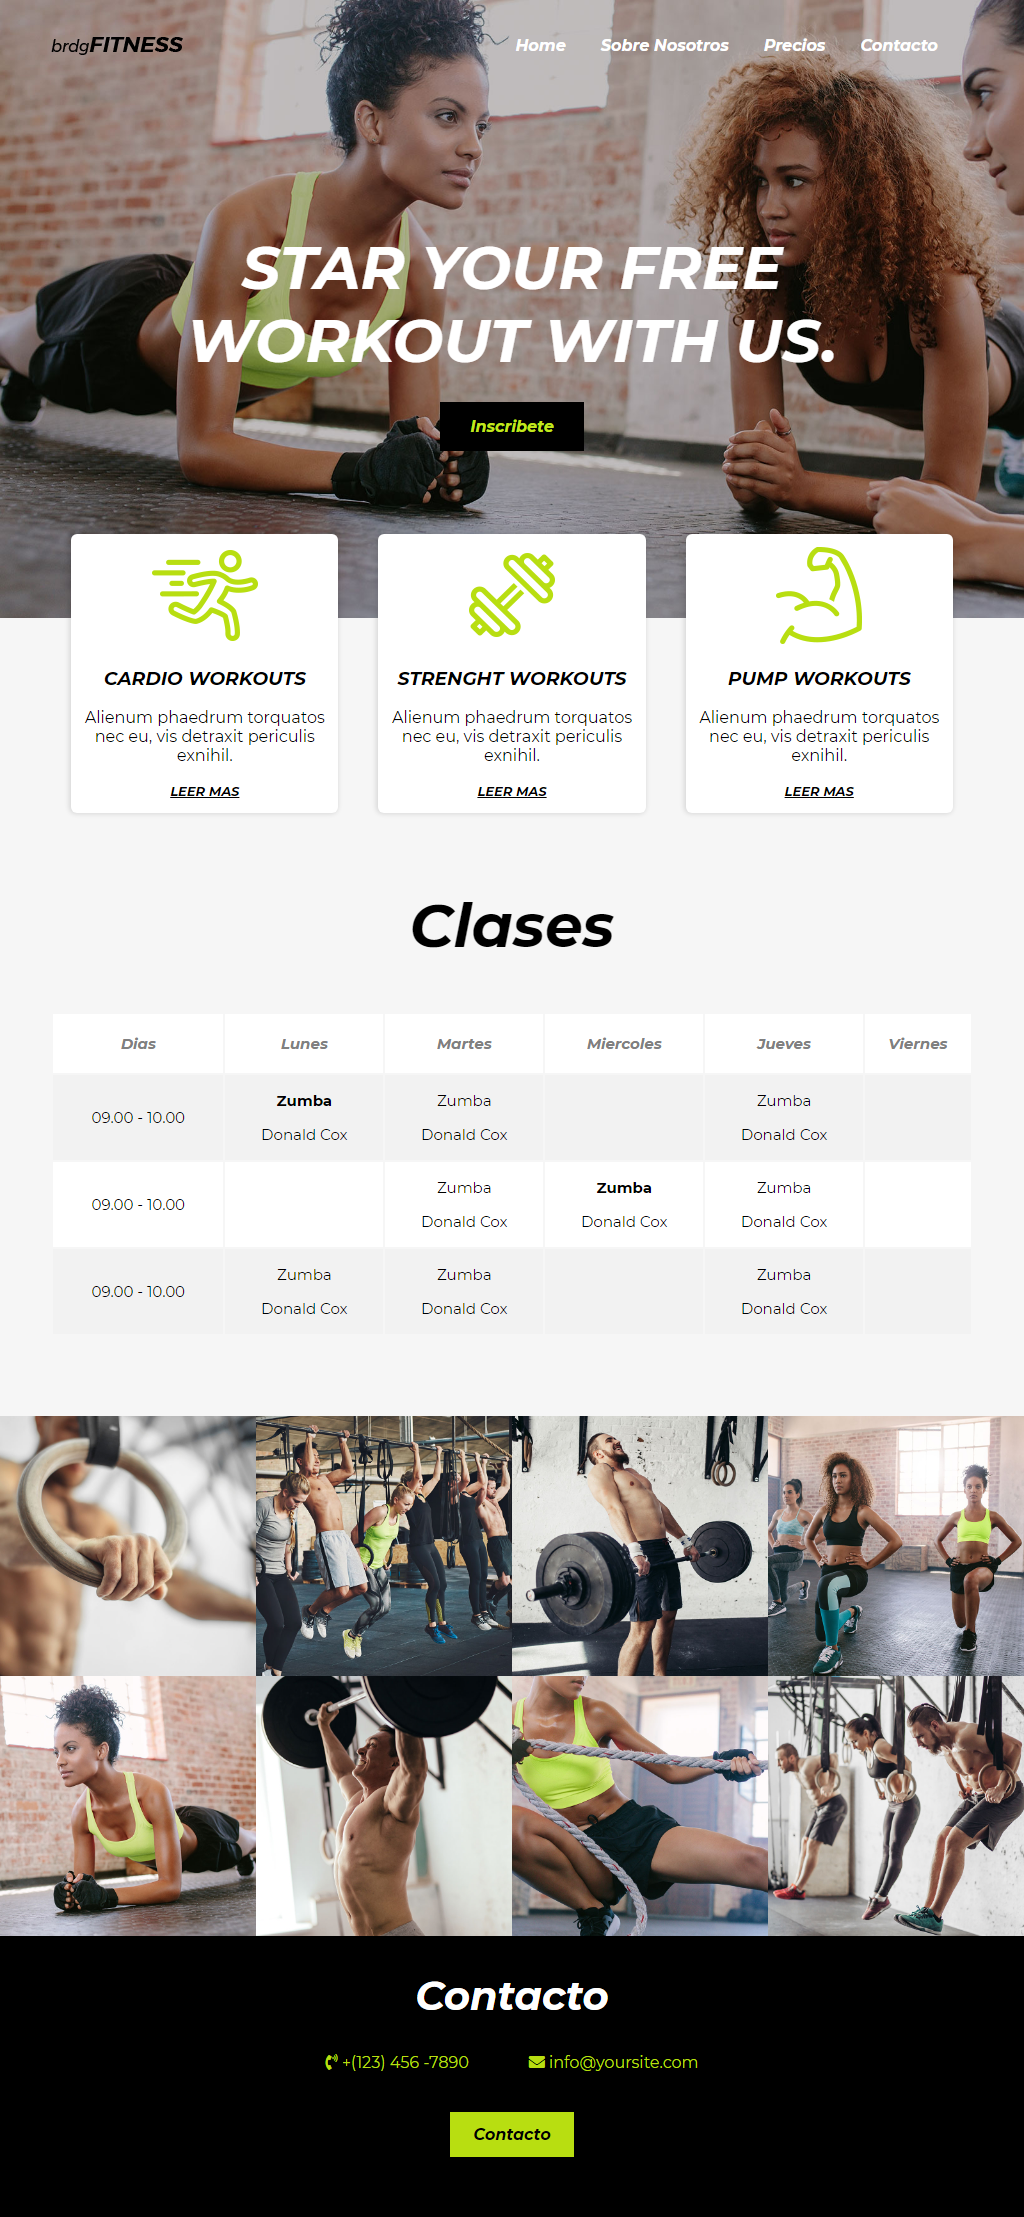 brdgFITNESS
Home Sobre Nosotros Precios Contacto
STAR YOUR FREE
WORKOUT WITH US.
Inscribete
CARDIO WORKOUTS
Alienum phaedrum torquatos
nec eu, vis detraxit periculis
exnihil.
LEER MAS
STRENGHT WORKOUTS
Alienum phaedrum torquatos
nec eu, vis detraxit periculis
exnihil.
LEER MAS
PUMP WORKOUTS
Alienum phaedrum torquatos
nec eu, vis detraxit periculis
exnihil.
LEER MAS
Clases
Dias Lunes Martes Miercoles Jueves Viernes
09.00 - 10.00
Zumba Zumba Zumba
Donald Cox Donald Cox Donald Cox
09.00 - 10.00
Zumba Zumba Zumba
Donald Cox Donald Cox Donald Cox
09.00 - 10.00
Zumba Zumba Zumba
Donald Cox Donald Cox Donald Cox
Contacto
+(123) 456 -7890 info@yoursite.com
Contacto